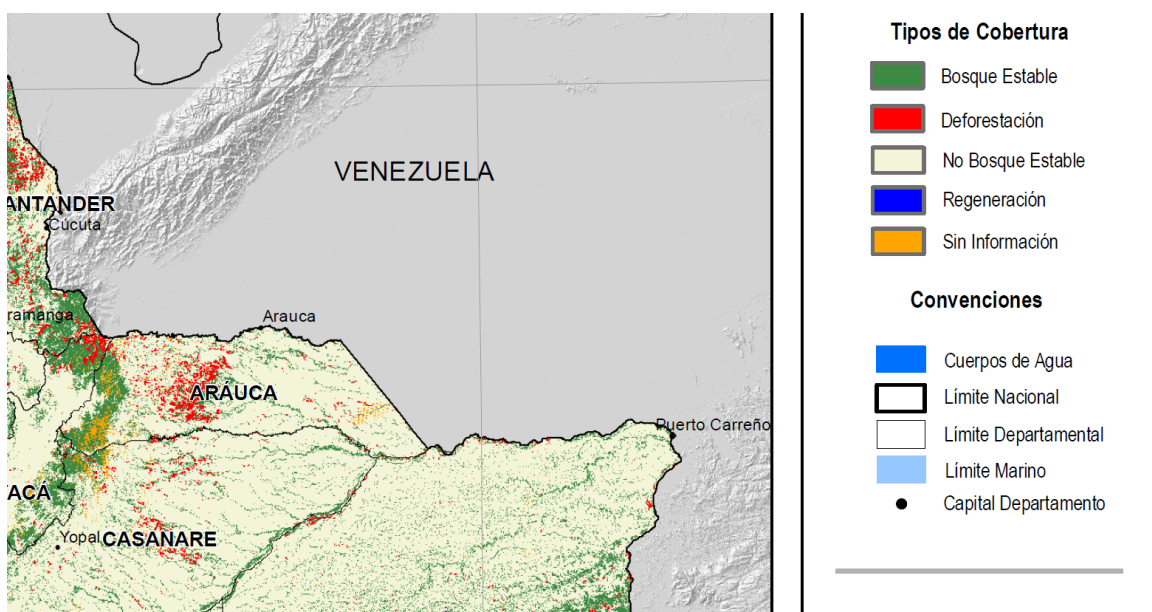 VENEZUELA
ANTANDER
Cúcuta
ramanga
Arauca
ARAUCA
Puerto Carreño
ACÁ
Yopal
CASANARE
Tipos de Cobertura
Bosque Estable
Deforestación
No Bosque Estable
Regeneración
Sin Información
Convenciones
Cuerpos de Agua
Límite Nacional
Límite Departamental
Límite Marino
Capital Departamento